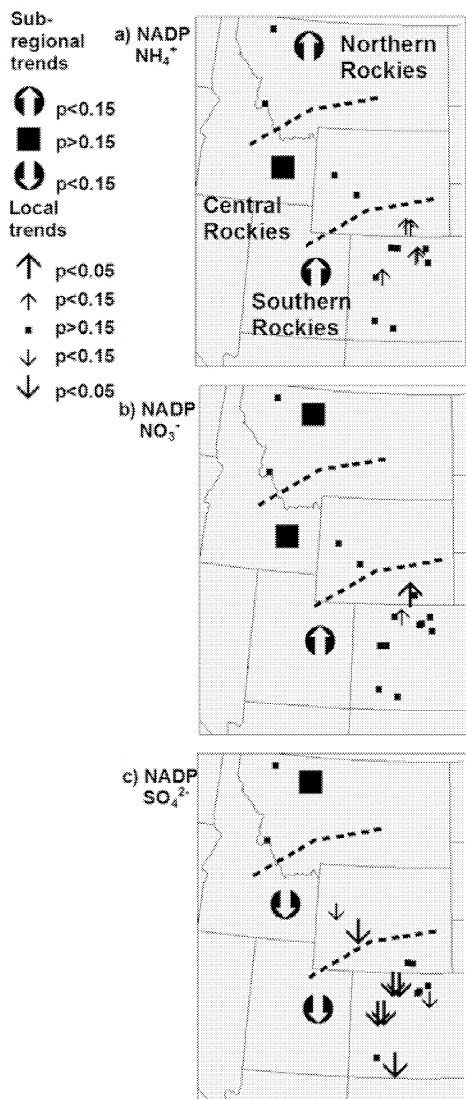 Sub-
regional
trends
p<0.15
p>0.15
p<0.15
Local
trends
p<0.05
p<0.15
p>0.15
p<0.15
p<0.05
a) NADP
NH₄⁺
Northern
Rockies
Central
Rockies
Southern
Rockies
b) NADP
NO₃⁻
c) NADP
SO₄²⁻